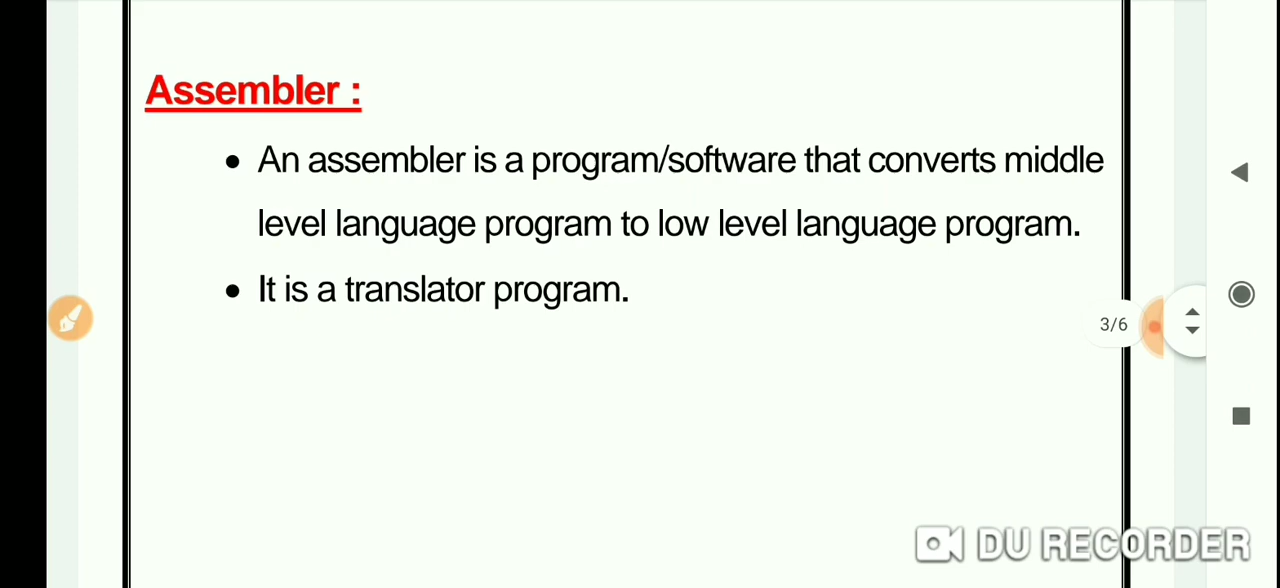 Assembler :
● An assembler is a program/software that converts middle
level language program to low level language program.
● It is a translator program.
3/6
DU RECORDER